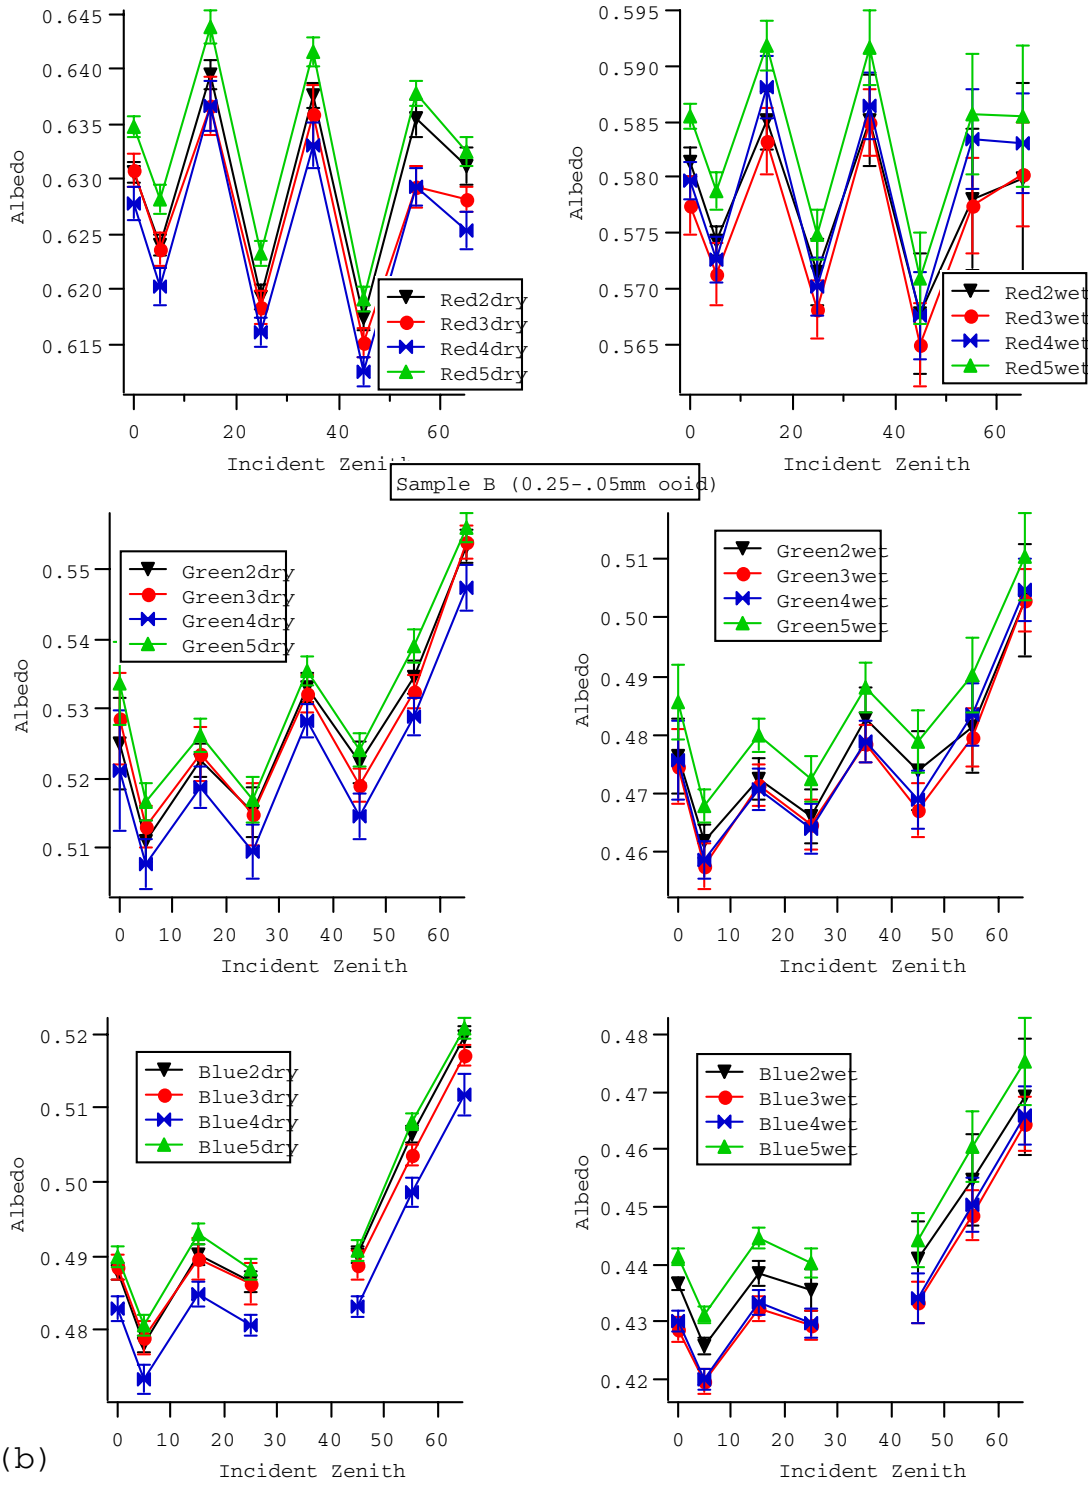 0.645
0.640
0.635
0.630
0.625
0.620
0.615
Albedo
Red2dry
Red3dry
Red4dry
Red5dry
0 20 40 60
Incident Zenith
0.595
0.590
0.585
0.580
0.575
0.570
0.565
Albedo
Red2wet
Red3wet
Red4wet
Red5wet
0 20 40 60
Incident Zenith
Sample B (0.25-.05mm ooid)
0.55
0.54
0.53
0.52
0.51
Albedo
Green2dry
Green3dry
Green4dry
Green5dry
0 10 20 30 40 50 60
Incident Zenith
0.51
0.50
0.49
0.48
0.47
0.46
Albedo
Green2wet
Green3wet
Green4wet
Green5wet
0 10 20 30 40 50 60
Incident Zenith
0.52
0.51
0.50
0.49
0.48
Albedo
Blue2dry
Blue3dry
Blue4dry
Blue5dry
0 10 20 30 40 50 60
Incident Zenith
0.48
0.47
0.46
0.45
0.44
0.43
0.42
Albedo
Blue2wet
Blue3wet
Blue4wet
Blue5wet
0 10 20 30 40 50 60
Incident Zenith
(b)